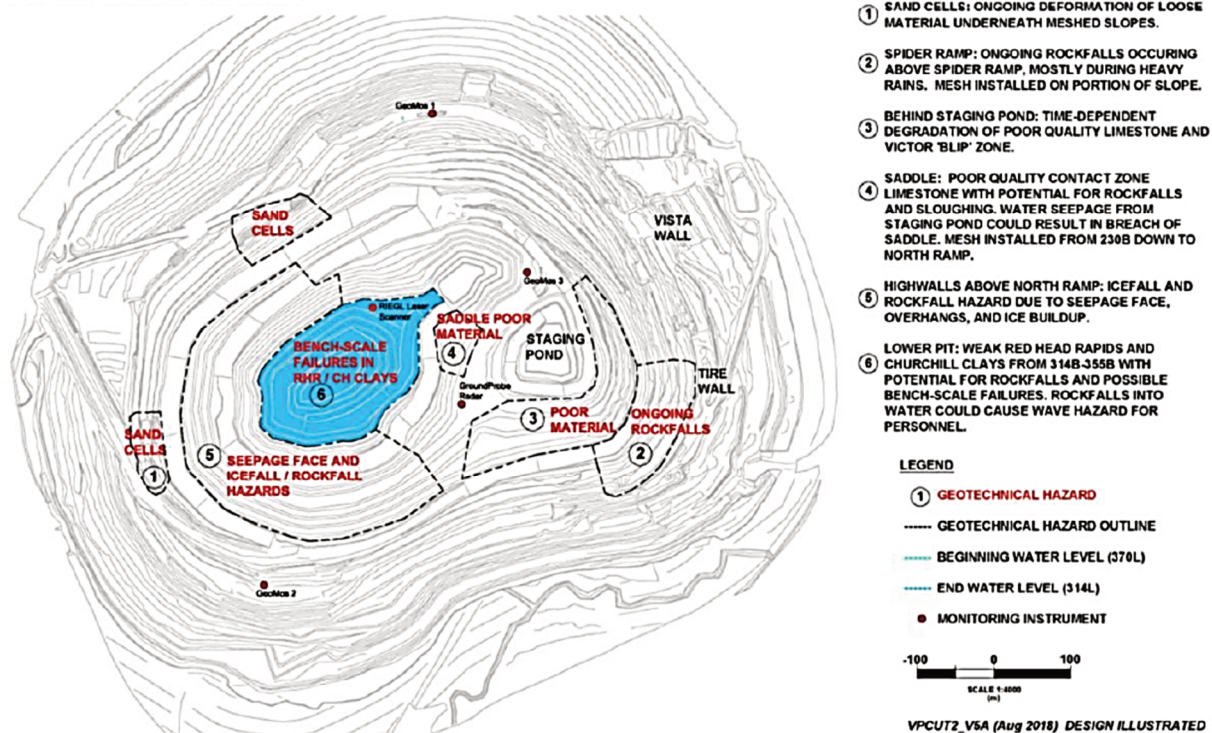 GeoMos 1
SAND
CELLS
VISTA
WALL
GeoMos 3
RIEGL Laser
Scanner
SADDLE POOR
MATERIAL
4
STAGING
POND
BENCH-SCALE
FAILURES IN
RHR / CH CLAYS
6
TIRE
WALL
GroundProbe
Radar
3
POOR
MATERIAL
ONGOING
ROCKFALLS
2
SAND
CELLS
1
5
SEEPAGE FACE AND
ICEFALL / ROCKFALL
HAZARDS
GeoMos 2
1 SAND CELLS: ONGOING DEFORMATION OF LOOSE
MATERIAL UNDERNEATH MESHED SLOPES.
2 SPIDER RAMP: ONGOING ROCKFALLS OCCURING
ABOVE SPIDER RAMP, MOSTLY DURING HEAVY
RAINS. MESH INSTALLED ON PORTION OF SLOPE.
3 BEHIND STAGING POND: TIME-DEPENDENT
DEGRADATION OF POOR QUALITY LIMESTONE AND
VICTOR 'BLIP' ZONE.
4 SADDLE: POOR QUALITY CONTACT ZONE
LIMESTONE WITH POTENTIAL FOR ROCKFALLS
AND SLOUGHING. WATER SEEPAGE FROM
STAGING POND COULD RESULT IN BREACH OF
SADDLE. MESH INSTALLED FROM 230B DOWN TO
NORTH RAMP.
5 HIGHWALLS ABOVE NORTH RAMP: ICEFALL AND
ROCKFALL HAZARD DUE TO SEEPAGE FACE,
OVERHANGS, AND ICE BUILDUP.
6 LOWER PIT: WEAK RED HEAD RAPIDS AND
CHURCHILL CLAYS FROM 314B-355B WITH
POTENTIAL FOR ROCKFALLS AND POSSIBLE
BENCH-SCALE FAILURES. ROCKFALLS INTO
WATER COULD CAUSE WAVE HAZARD FOR
PERSONNEL.
LEGEND
1 GEOTECHNICAL HAZARD
GEOTECHNICAL HAZARD OUTLINE
BEGINNING WATER LEVEL (370L)
END WATER LEVEL (314L)
MONITORING INSTRUMENT
-100 0 100
SCALE 1:4000
(m)
VPCUT2_V5A (Aug 2018) DESIGN ILLUSTRATED